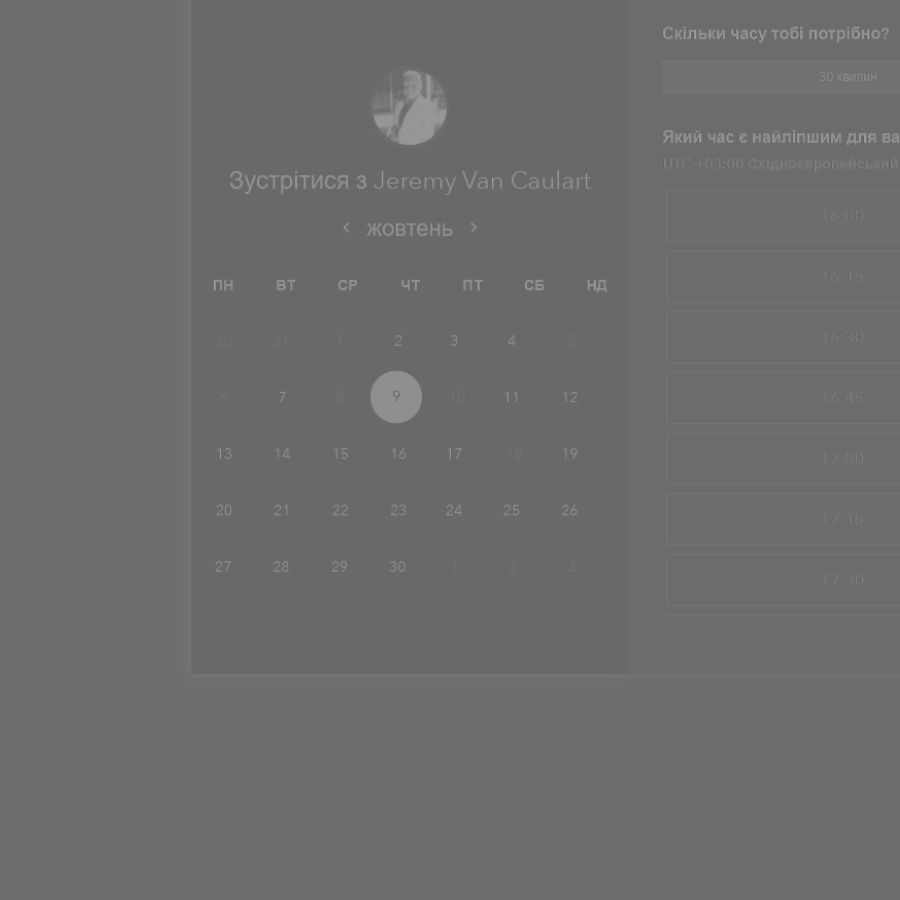 Зустрітися з Jeremy Van Caulart
‹ жовтень ›
ПН ВТ СР ЧТ ПТ СБ НД
30 31 1 2 3 4 5
6 7 8 9 10 11 12
13 14 15 16 17 18 19
20 21 22 23 24 25 26
27 28 29 30 1 2 3
Скільки часу тобі потрібно?
30 хвилин
Який час є найліпшим для ва
UTC +03:00 Східноєвропейський
16:00
16:15
16:30
16:45
17:00
17:15
17:30